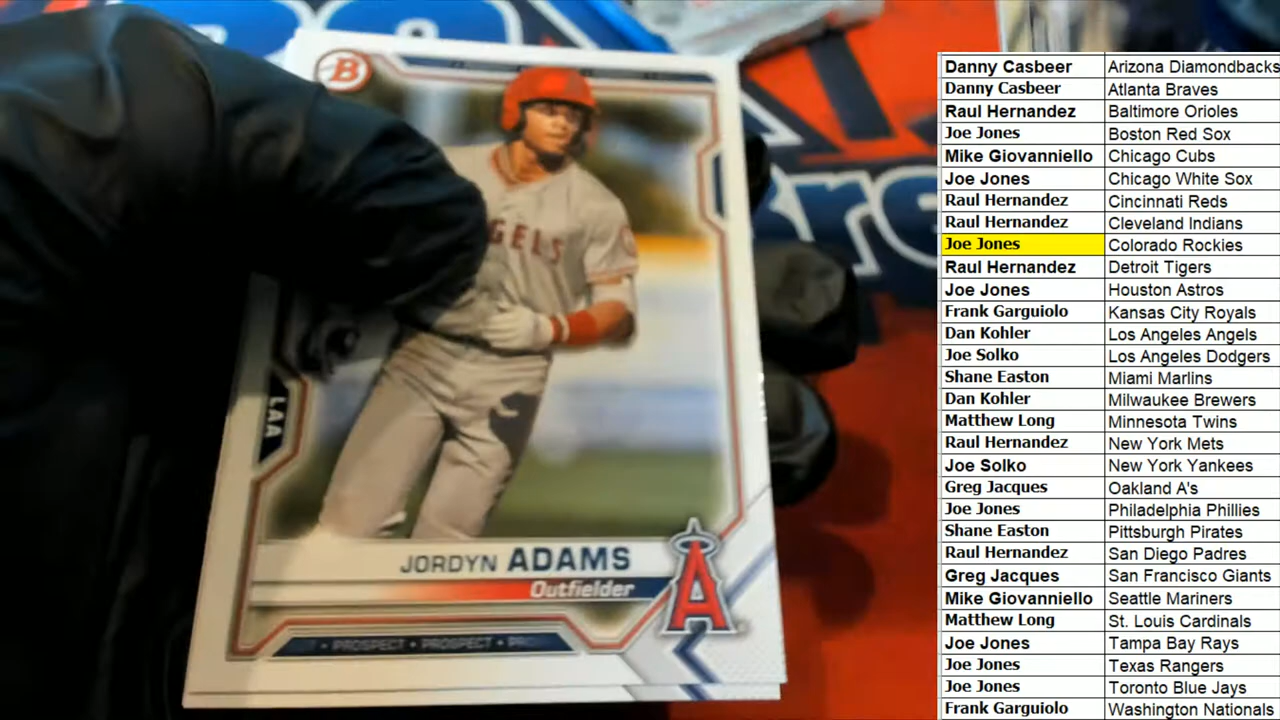 B
ANGELS
LAA
JORDYN ADAMS
Outfielder
PROSPECT • PROSPECT •
A
Danny Casbeer Arizona Diamondbacks
Danny Casbeer Atlanta Braves
Raul Hernandez Baltimore Orioles
Joe Jones Boston Red Sox
Mike Giovanniello Chicago Cubs
Joe Jones Chicago White Sox
Raul Hernandez Cincinnati Reds
Raul Hernandez Cleveland Indians
Joe Jones Colorado Rockies
Raul Hernandez Detroit Tigers
Joe Jones Houston Astros
Frank Garguiolo Kansas City Royals
Dan Kohler Los Angeles Angels
Joe Solko Los Angeles Dodgers
Shane Easton Miami Marlins
Dan Kohler Milwaukee Brewers
Matthew Long Minnesota Twins
Raul Hernandez New York Mets
Joe Solko New York Yankees
Greg Jacques Oakland A's
Joe Jones Philadelphia Phillies
Shane Easton Pittsburgh Pirates
Raul Hernandez San Diego Padres
Greg Jacques San Francisco Giants
Mike Giovanniello Seattle Mariners
Matthew Long St. Louis Cardinals
Joe Jones Tampa Bay Rays
Joe Jones Texas Rangers
Joe Jones Toronto Blue Jays
Frank Garguiolo Washington Nationals